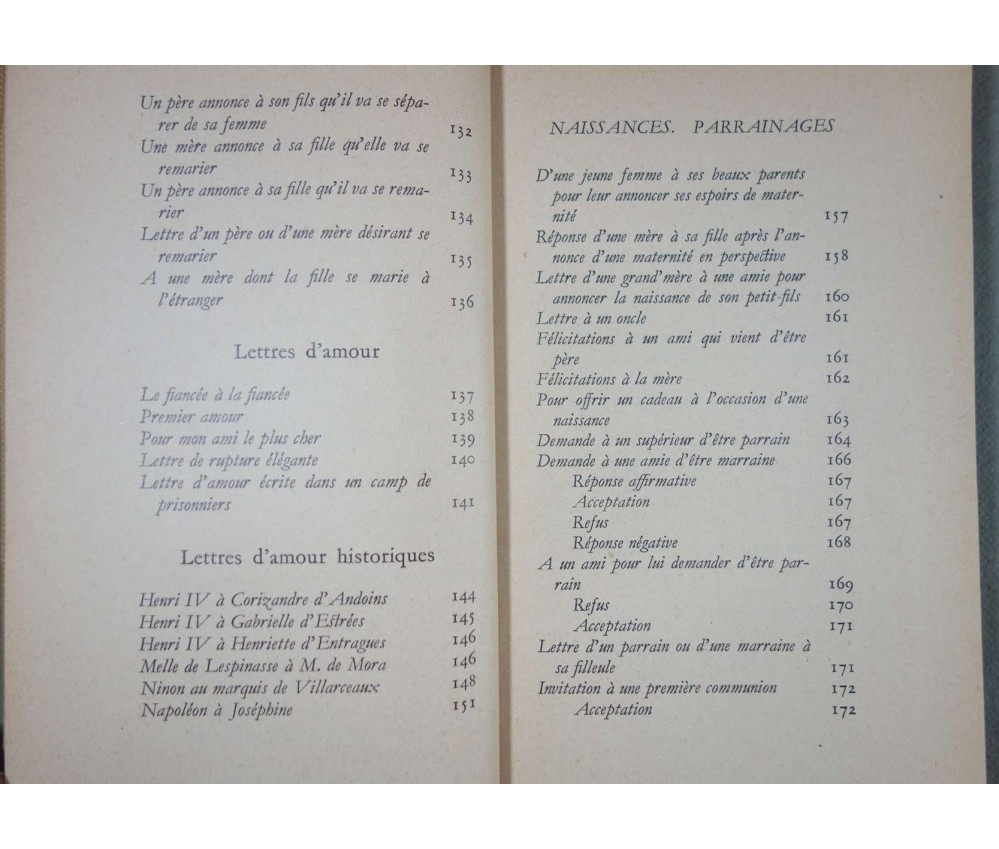 Un père annonce à son fils qu'il va se sépa-
rer de sa femme 132
Une mère annonce à sa fille qu'elle va se
remarier 133
Un père annonce à sa fille qu'il va se rema-
rier 134
Lettre d'un père ou d'une mère désirant se
remarier 135
A une mère dont la fille se marie à
l'étranger 136
Lettres d'amour
Le fiancée à la fiancée 137
Premier amour 138
Pour mon ami le plus cher 139
Lettre de rupture élégante 140
Lettre d'amour écrite dans un camp de
prisonniers 141
Lettres d'amour historiques
Henri IV à Corizandre d'Andoins 144
Henri IV à Gabrielle d'Estrées 145
Henri IV à Henriette d'Entragues 146
Melle de Lespinasse à M. de Mora 146
Ninon au marquis de Villarceaux 148
Napoléon à Joséphine 151
NAISSANCES. PARRAINAGES
D'une jeune femme à ses beaux parents
pour leur annoncer ses espoirs de mater-
nité 157
Réponse d'une mère à sa fille après l'an-
nonce d'une maternité en perspective 158
Lettre d'une grand'mère à une amie pour
annoncer la naissance de son petit-fils 160
Lettre à un oncle 161
Félicitations à un ami qui vient d'être
père 161
Félicitations à la mère 162
Pour offrir un cadeau à l'occasion d'une
naissance 163
Demande à un supérieur d'être parrain 164
Demande à une amie d'être marraine 166
Réponse affirmative 167
Acceptation 167
Refus 167
Réponse négative 168
A un ami pour lui demander d'être par-
rain 169
Refus 170
Acceptation 171
Lettre d'un parrain ou d'une marraine à
sa filleule 171
Invitation à une première communion 172
Acceptation 172